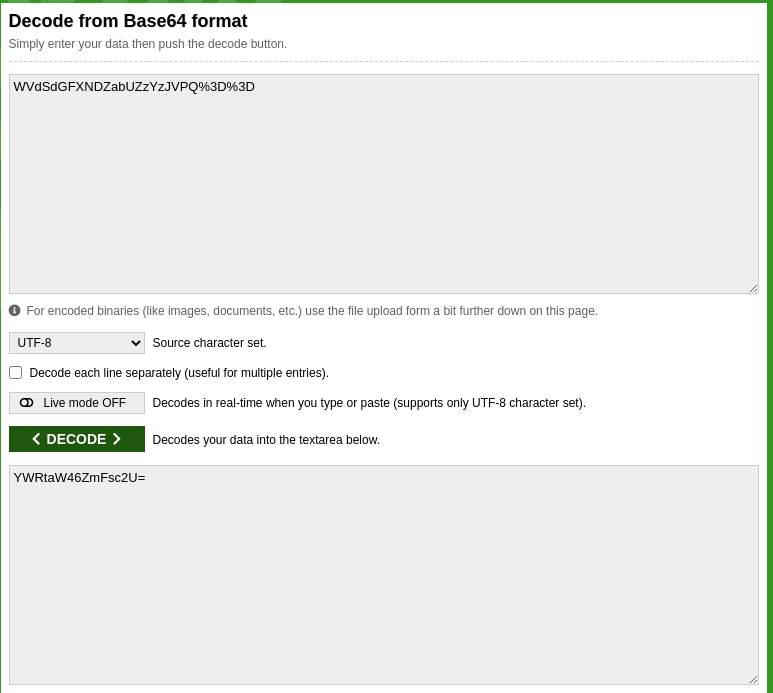 Decode from Base64 format
Simply enter your data then push the decode button.
WVdSdGFXNDZabUZzYzJVPQ%3D%3D
For encoded binaries (like images, documents, etc.) use the file upload form a bit further down on this page.
UTF-8 Source character set.
Decode each line separately (useful for multiple entries).
Live mode OFF Decodes in real-time when you type or paste (supports only UTF-8 character set).
< DECODE > Decodes your data into the textarea below.
YWRtaW46ZmFsc2U=